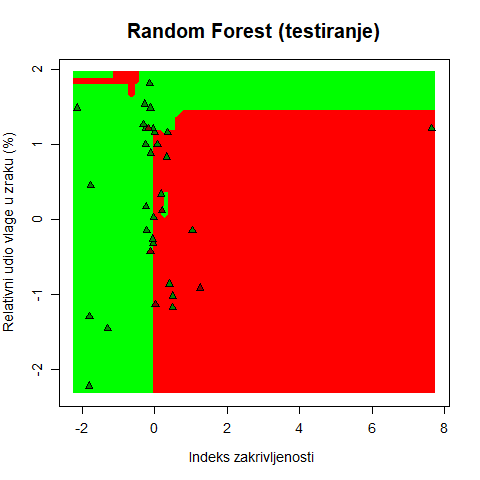 Random Forest (testiranje)
Relativni udio vlage u zraku (%)
2
1
0
-1
-2
-2 0 2 4 6 8
Indeks zakrivljenosti